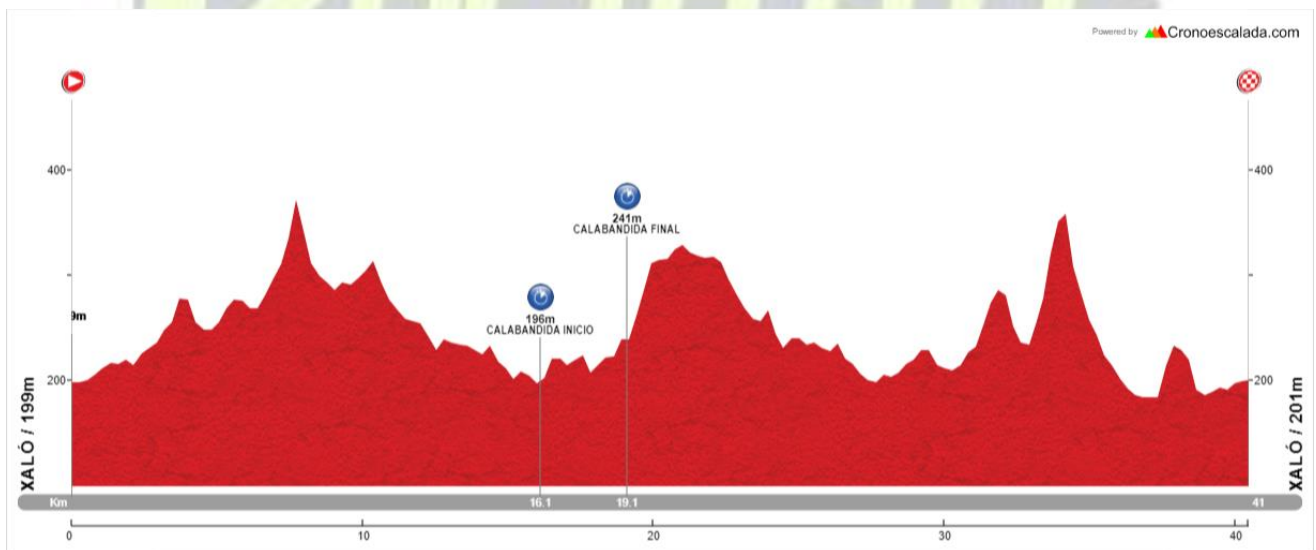 Powered by Cronoescalada.com
400
400
241m
CALABANDIDA FINAL
9m
196m
CALABANDIDA INICIO
200
200
XALÓ / 199m
XALÓ / 201m
Km
16.1
19.1
41
0
10
20
30
40